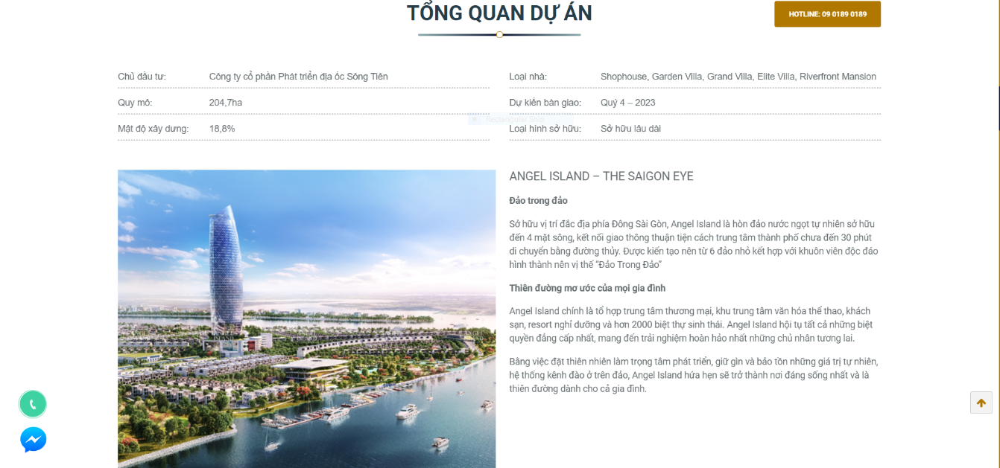 TỔNG QUAN DỰ ÁN
HOTLINE: 09 0189 0189
Chủ đầu tư: Công ty cổ phần Phát triển địa ốc Sông Tiên
Loại nhà: Shophouse, Garden Villa, Grand Villa, Elite Villa, Riverfront Mansion
Quy mô: 204,7ha
Dự kiến bàn giao: Quý 4 – 2023
Rectangular Snip
Mật độ xây dưng: 18,8%
Loại hình sở hữu: Sở hữu lâu dài
ANGEL ISLAND – THE SAIGON EYE
Đảo trong đảo
Sở hữu vị trí đắc địa phía Đông Sài Gòn, Angel Island là hòn đảo nước ngọt tự nhiên sở hữu
đến 4 mặt sông, kết nối giao thông thuận tiện cách trung tâm thành phố chưa đến 30 phút
di chuyển bằng đường thủy. Được kiến tạo nên từ 6 đảo nhỏ kết hợp với khuôn viên độc đáo
hình thành nên vị thế “Đảo Trong Đảo”
Thiên đường mơ ước của mọi gia đình
Angel Island chính là tổ hợp trung tâm thương mại, khu trung tâm văn hóa thể thao, khách
sạn, resort nghỉ dưỡng và hơn 2000 biệt thự sinh thái. Angel Island hội tụ tất cả những biệt
quyền đẳng cấp nhất, mang đến trải nghiệm hoàn hảo nhất những chủ nhân tương lai.
Bằng việc đặt thiên nhiên làm trọng tâm phát triển, giữ gìn và bảo tồn những giá trị tự nhiên,
hệ thống kênh đào ở trên đảo, Angel Island hứa hẹn sẽ trở thành nơi đáng sống nhất và là
thiên đường dành cho cả gia đình.